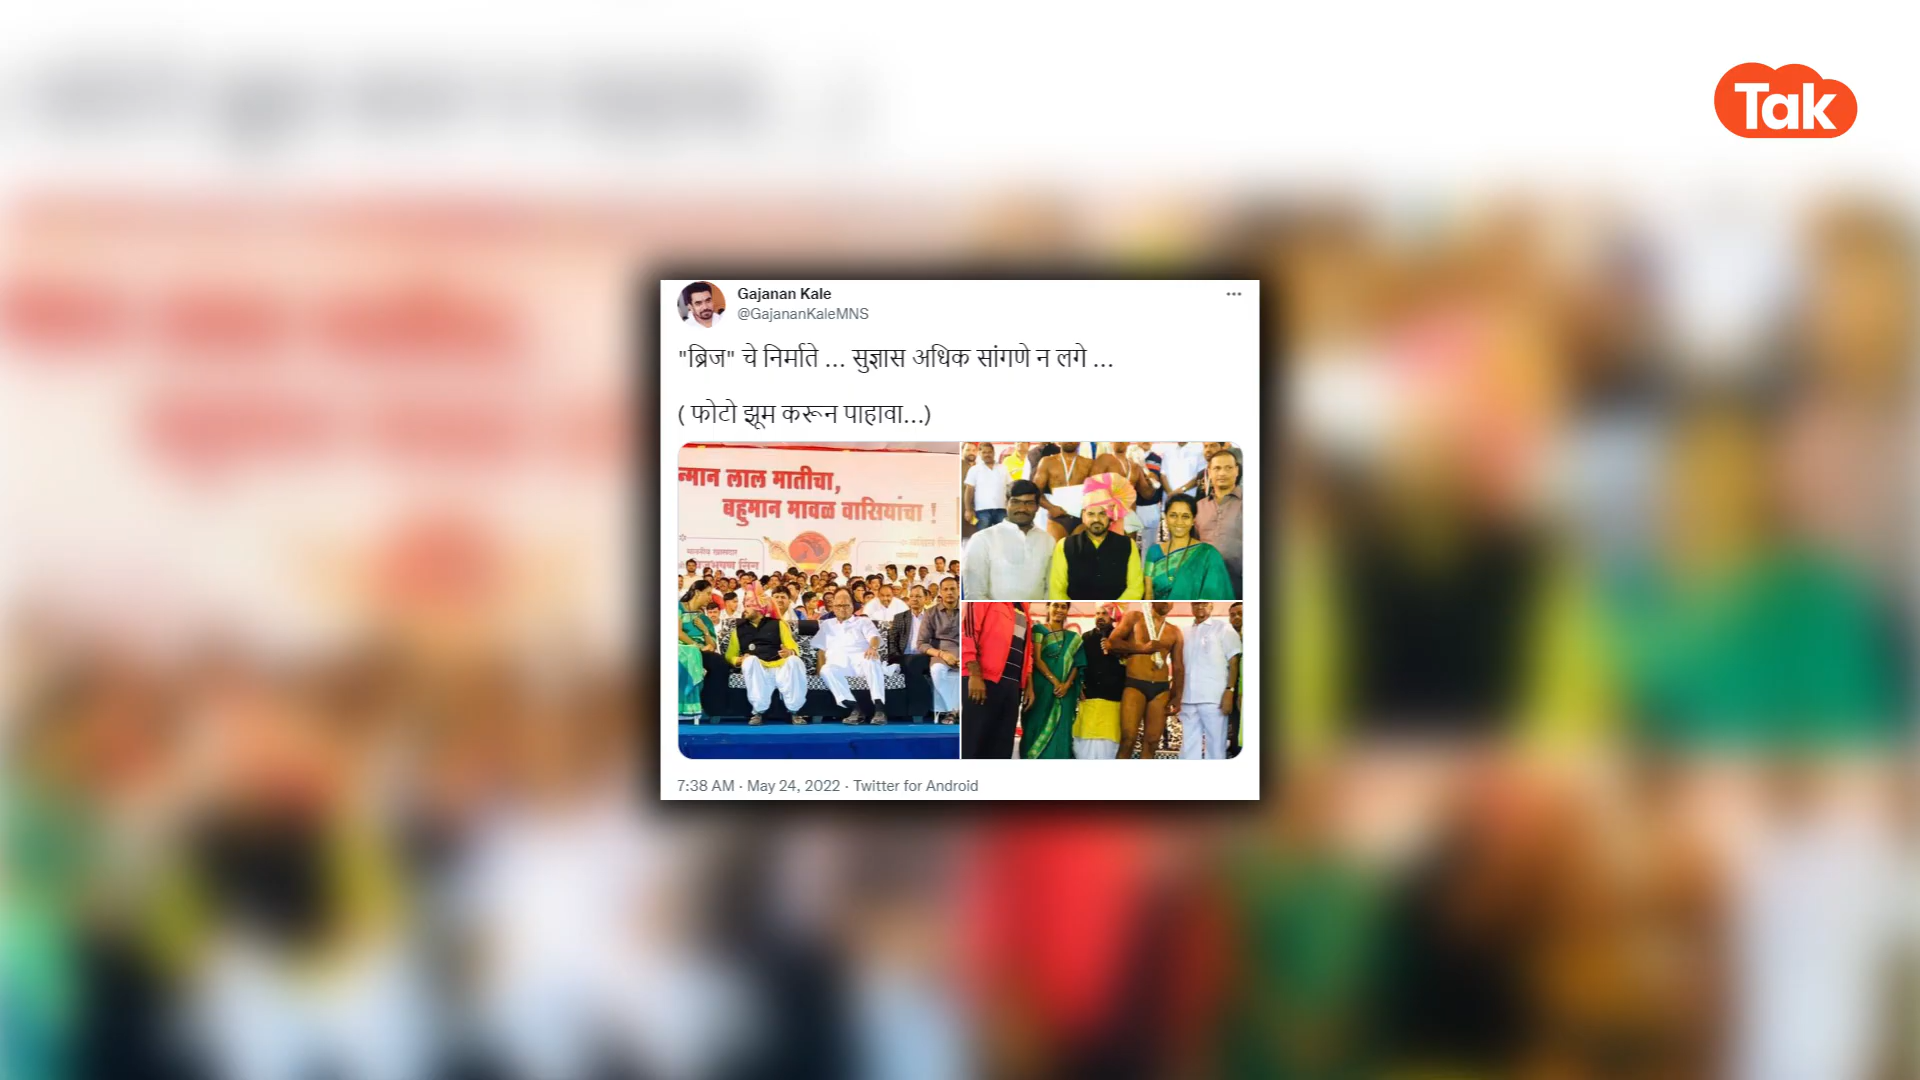 Tak
Gajanan Kale
@GajananKaleMNS
"ब्रिज" चे निर्माते ... सुज्ञास अधिक सांगणे न लगे ...
( फोटो झूम करून पाहावा...)
न्मान लाल मातीचा,
बहुमान मावळ वासियांचा !
7:38 AM · May 24, 2022 · Twitter for Android